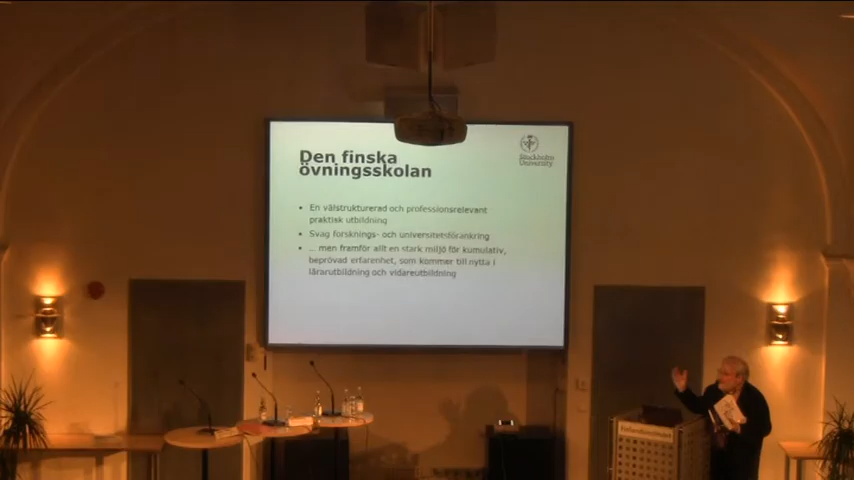 Den finska
övningsskolan
Stockholm
University
• En välstrukturerad och professionsrelevant
praktisk utbildning
• Svag forsknings- och universitetsförankring
• ... men framför allt en stark miljö för kumulativ,
beprövad erfarenhet, som kommer till nytta i
lärarutbildning och vidareutbildning